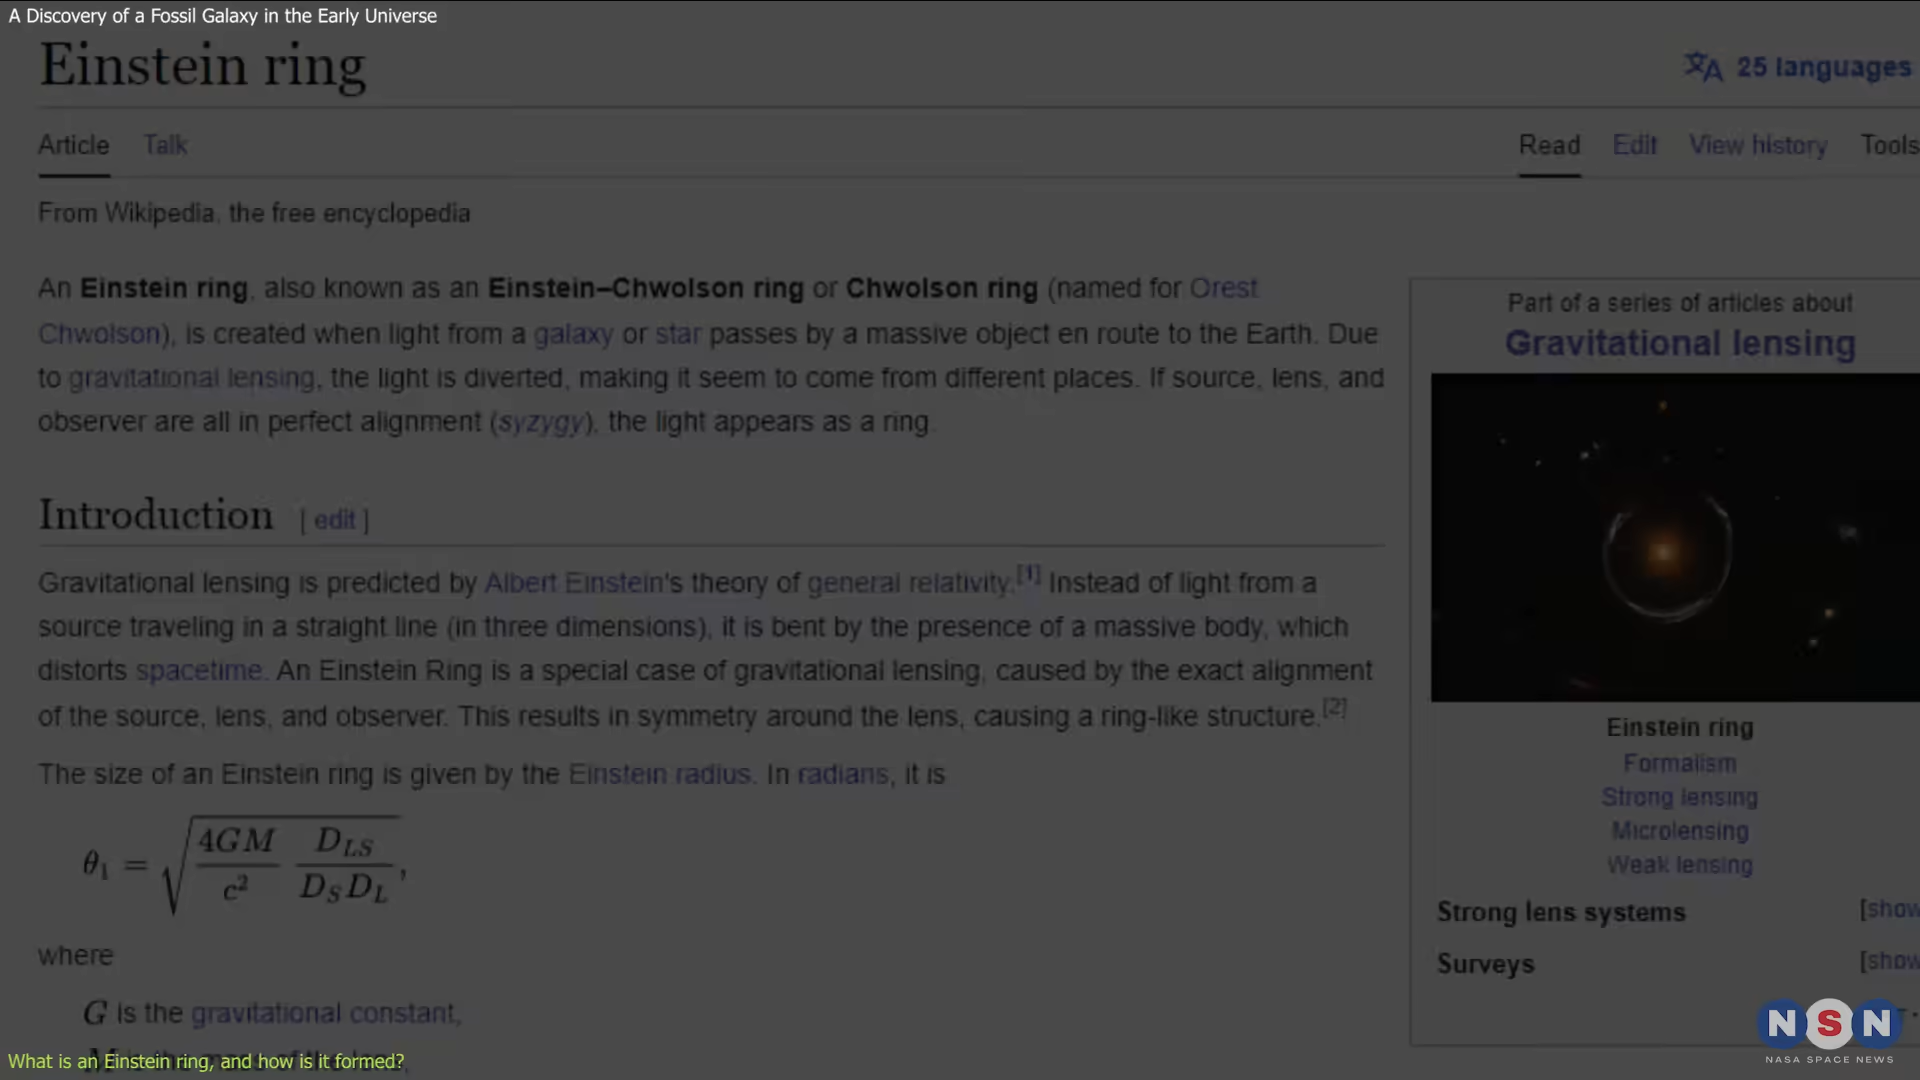 A Discovery of a Fossil Galaxy in the Early Universe
Einstein ring
25 languages
Article Talk
Read Edit View history Tools
From Wikipedia, the free encyclopedia
An Einstein ring, also known as an Einstein–Chwolson ring or Chwolson ring (named for Orest
Chwolson), is created when light from a galaxy or star passes by a massive object en route to the Earth. Due
to gravitational lensing, the light is diverted, making it seem to come from different places. If source, lens, and
observer are all in perfect alignment (syzygy), the light appears as a ring.
Introduction [ edit ]
Gravitational lensing is predicted by Albert Einstein's theory of general relativity.[1] Instead of light from a
source traveling in a straight line (in three dimensions), it is bent by the presence of a massive body, which
distorts spacetime. An Einstein Ring is a special case of gravitational lensing, caused by the exact alignment
of the source, lens, and observer. This results in symmetry around the lens, causing a ring-like structure.[2]
The size of an Einstein ring is given by the Einstein radius. In radians, it is
θ₁ = √(4GM/c² D_LS/D_S D_L),
where
G is the gravitational constant,
M is the mass of the lens,
Part of a series of articles about
Gravitational lensing
Einstein ring
Formalism
Strong lensing
Microlensing
Weak lensing
Strong lens systems [show
Surveys [show
NSN
NASA SPACE NEWS
What is an Einstein ring, and how is it formed?